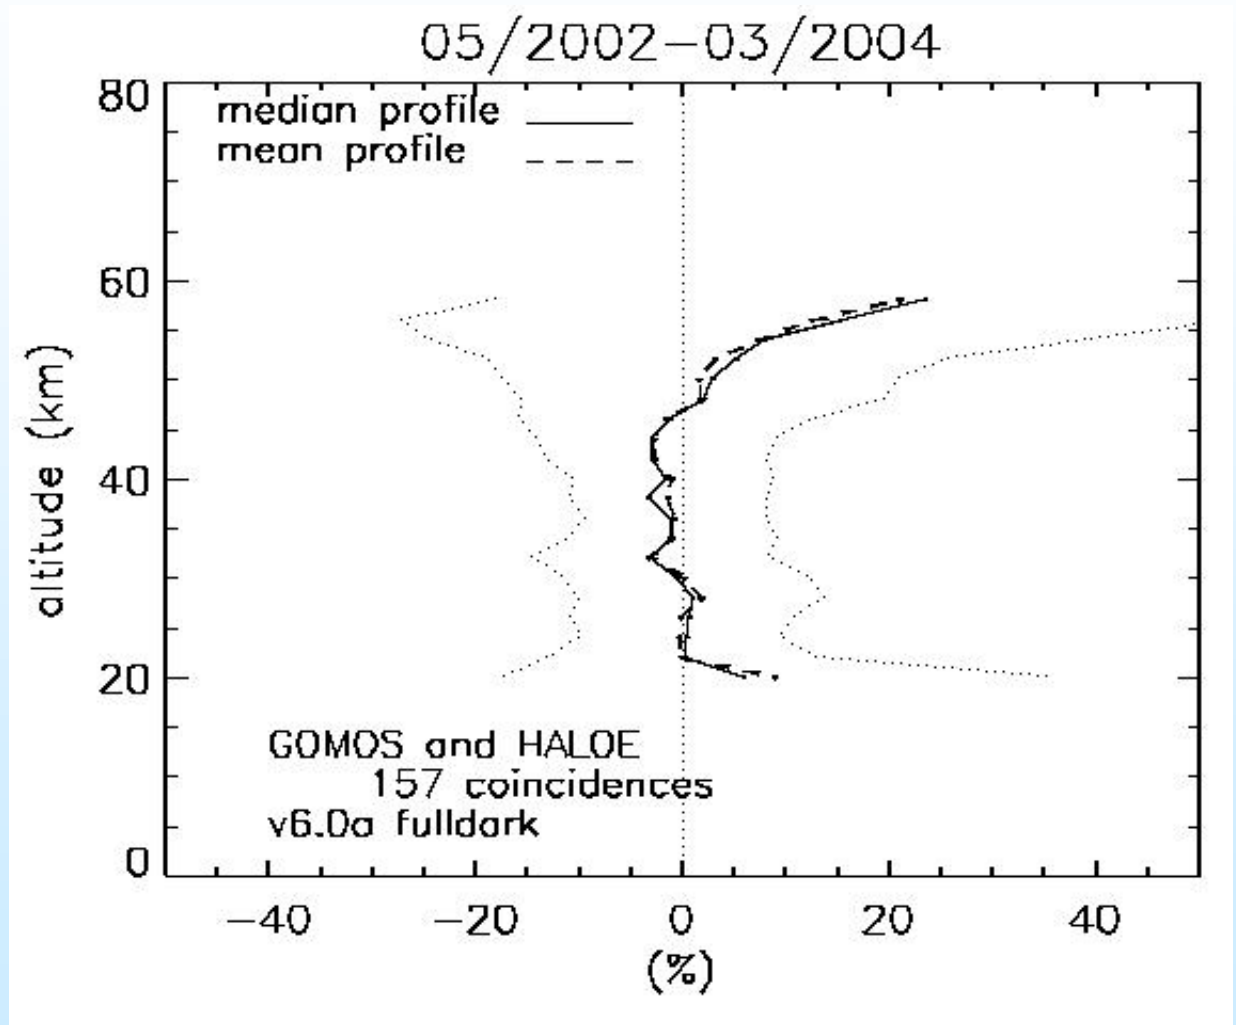 05/2002-03/2004
median profile
mean profile
80
60
40
20
0
altitude (km)
GOMOS and HALOE
157 coincidences
v6.0a fulldark
-40 -20 0 20 40
(%)